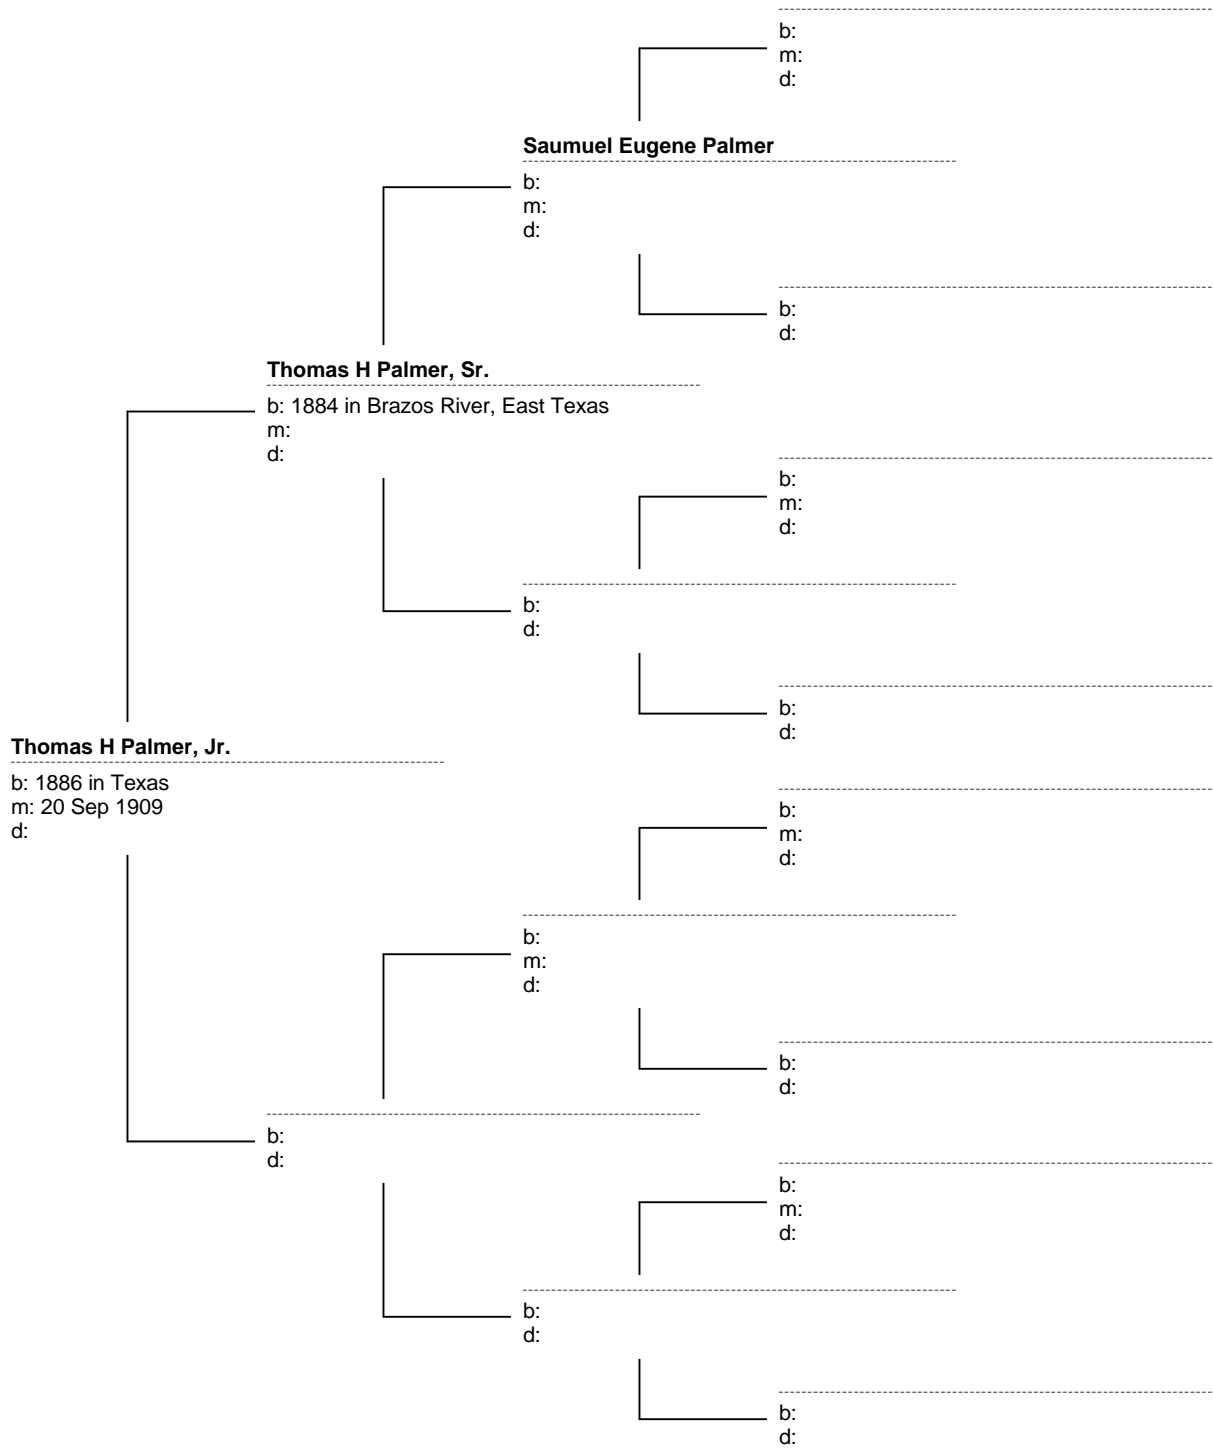 b:
m:
d:
Saumuel Eugene Palmer
b:
m:
d:
b:
d:
Thomas H Palmer, Sr.
b: 1884 in Brazos River, East Texas
m:
d:
b:
m:
d:
b:
d:
b:
d:
Thomas H Palmer, Jr.
b: 1886 in Texas
m: 20 Sep 1909
d:
b:
m:
d:
b:
m:
d:
b:
d:
b:
d:
b:
m:
d:
b:
d:
b:
d: